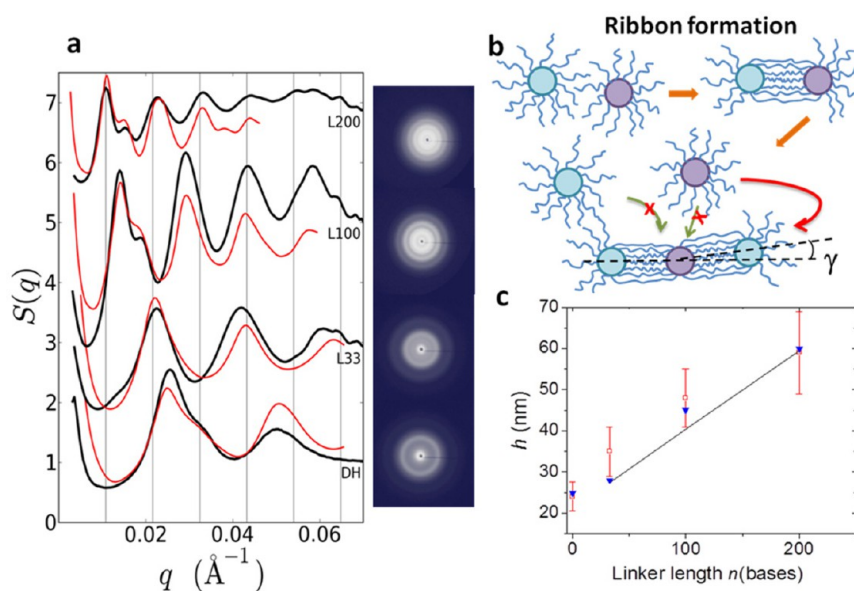 a
S(q)
7
6
5
4
3
2
1
0
L200
L100
L33
DH
0.02
0.04
0.06
q (Å⁻¹)
b
Ribbon formation
x
x
γ
c
h (nm)
70
60
50
40
30
20
0
100
200
Linker length n(bases)